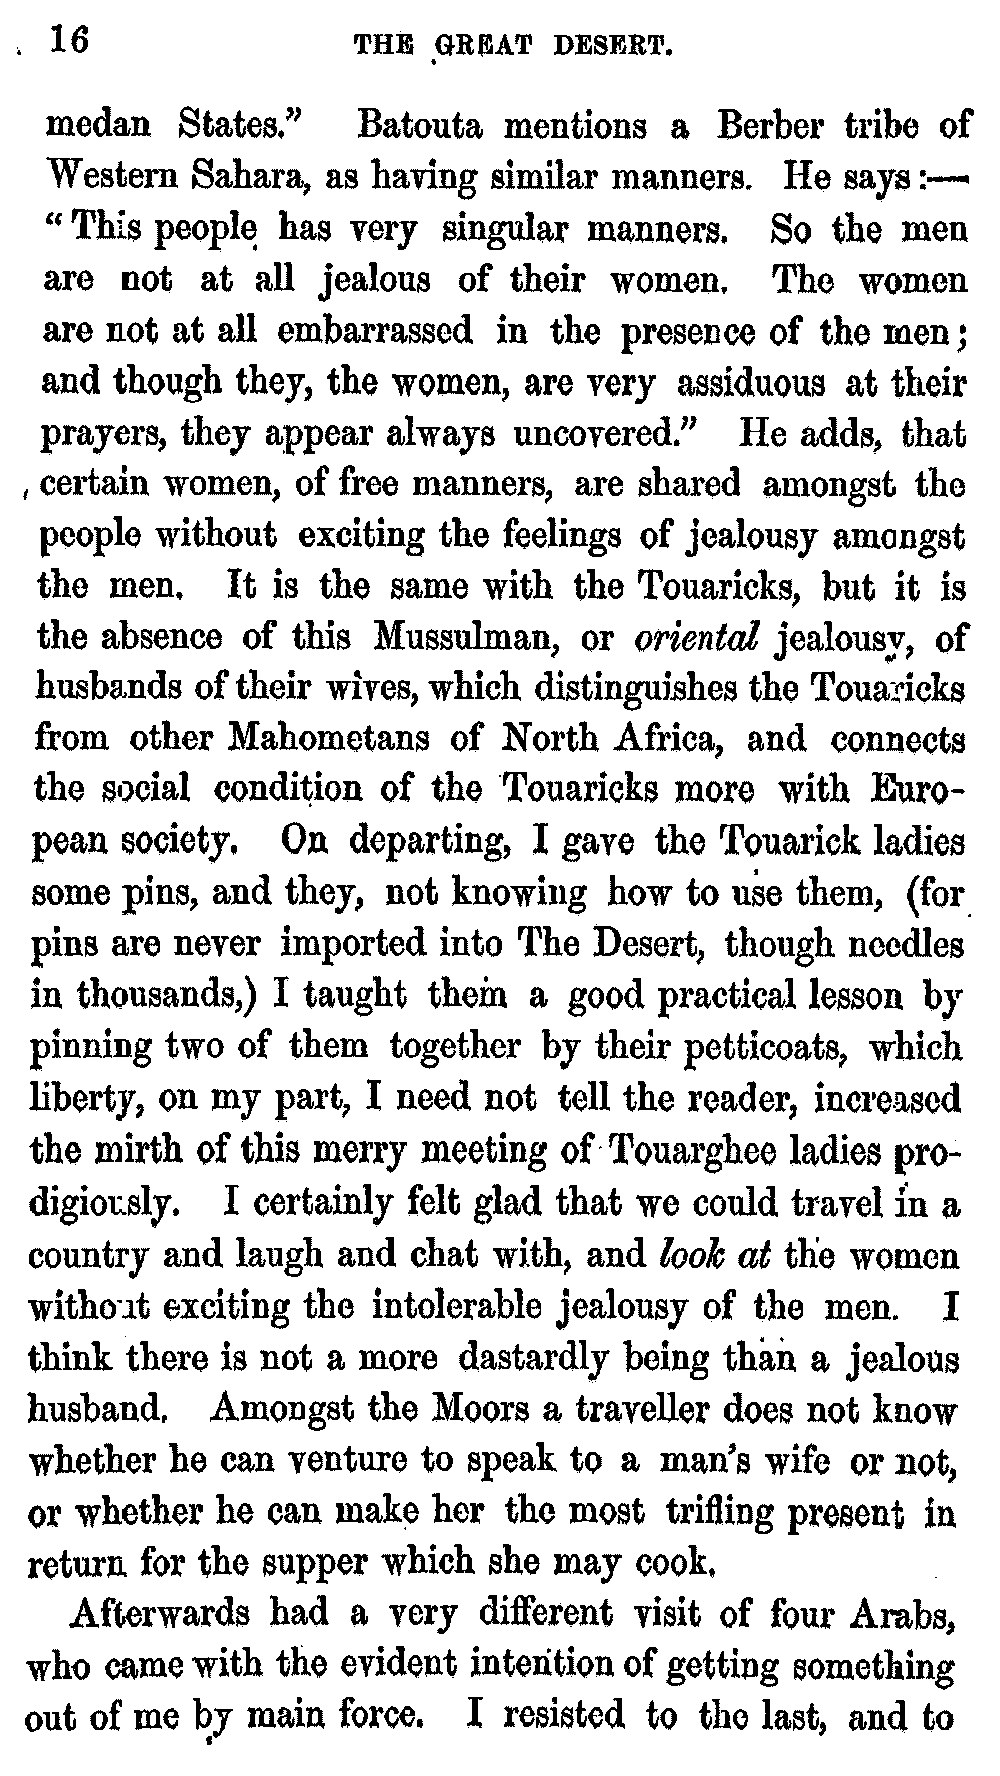 16 THE GREAT DESERT.
medan States." Batouta mentions a Berber tribe of
Western Sahara, as having similar manners. He says:—
"This people has very singular manners. So the men
are not at all jealous of their women. The women
are not at all embarrassed in the presence of the men;
and though they, the women, are very assiduous at their
prayers, they appear always uncovered." He adds, that
certain women, of free manners, are shared amongst the
people without exciting the feelings of jealousy amongst
the men. It is the same with the Touaricks, but it is
the absence of this Mussulman, or oriental jealousy, of
husbands of their wives, which distinguishes the Touaricks
from other Mahometans of North Africa, and connects
the social condition of the Touaricks more with Euro-
pean society. On departing, I gave the Touarick ladies
some pins, and they, not knowing how to use them, (for
pins are never imported into The Desert, though needles
in thousands,) I taught them a good practical lesson by
pinning two of them together by their petticoats, which
liberty, on my part, I need not tell the reader, increased
the mirth of this merry meeting of Touarghee ladies pro-
digiously. I certainly felt glad that we could travel in a
country and laugh and chat with, and look at the women
without exciting the intolerable jealousy of the men. I
think there is not a more dastardly being than a jealous
husband. Amongst the Moors a traveller does not know
whether he can venture to speak to a man's wife or not,
or whether he can make her the most trifling present in
return for the supper which she may cook.
Afterwards had a very different visit of four Arabs,
who came with the evident intention of getting something
out of me by main force. I resisted to the last, and to